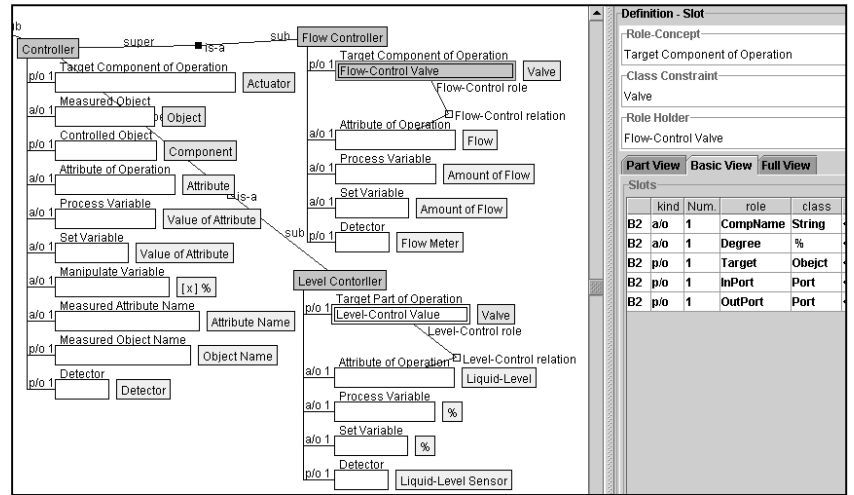 ub
Controller
super
is-a
sub
Flow Controller
Target Component of Operation
p/o 1
Actuator
Measured Object
a/o 1
Object
Controlled Object
p/o 1
Component
Attribute of Operation
a/o 1
Attribute
is-a
Process Variable
a/o 1
Value of Attribute
Set Variable
a/o 1
Value of Attribute
Manipulate Variable
a/o 1
[x] %
Measured Attribute Name
a/o 1
Attribute Name
Measured Object Name
p/o 1
Object Name
Detector
p/o 1
Detector
Target Component of Operation
p/o 1
Flow-Control Valve
Valve
Flow-Control role
Flow-Control relation
Attribute of Operation
a/o 1
Flow
Process Variable
a/o 1
Amount of Flow
Set Variable
a/o 1
Amount of Flow
sub
Detector
p/o 1
Flow Meter
Level Contorller
Target Part of Operation
p/o 1
Level-Control Value
Valve
Level-Control role
Level-Control relation
Attribute of Operation
a/o 1
Liquid-Level
Process Variable
a/o 1
%
Set Variable
a/o 1
%
Detector
p/o 1
Liquid-Level Sensor
Definition - Slot
Role-Concept
Target Component of Operation
Class Constraint
Valve
Role Holder
Flow-Control Valve
Part View Basic View Full View
Slots
kind Num. role class
B2 a/o 1 CompName String
B2 a/o 1 Degree %
B2 p/o 1 Target Obejct
B2 p/o 1 InPort Port
B2 p/o 1 OutPort Port